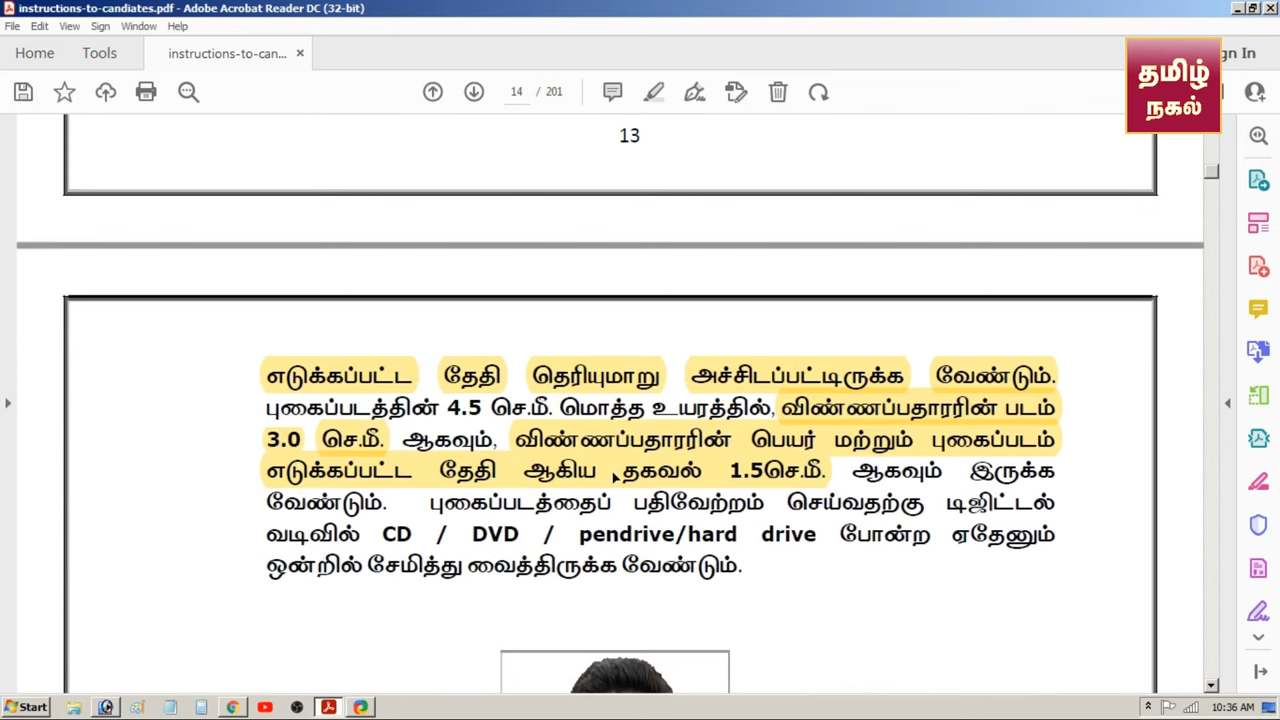 instructions-to-candiates.pdf - Adobe Acrobat Reader DC (32-bit)
File Edit View Sign Window Help
Home Tools instructions-to-can... × Sign In
14 / 201
தமிழ்
நகல்
13
எடுக்கப்பட்ட தேதி தெரியுமாறு அச்சிடப்பட்டிருக்க வேண்டும்.
புகைப்படத்தின் 4.5 செ.மீ. மொத்த உயரத்தில், விண்ணப்பதாரரின் படம்
3.0 செ.மீ. ஆகவும், விண்ணப்பதாரரின் பெயர் மற்றும் புகைப்படம்
எடுக்கப்பட்ட தேதி ஆகிய தகவல் 1.5செ.மீ. ஆகவும் இருக்க
வேண்டும். புகைப்படத்தைப் பதிவேற்றம் செய்வதற்கு டிஜிட்டல்
வடிவில் CD / DVD / pendrive/hard drive போன்ற ஏதேனும்
ஒன்றில் சேமித்து வைத்திருக்க வேண்டும்.
Start 10:36 AM